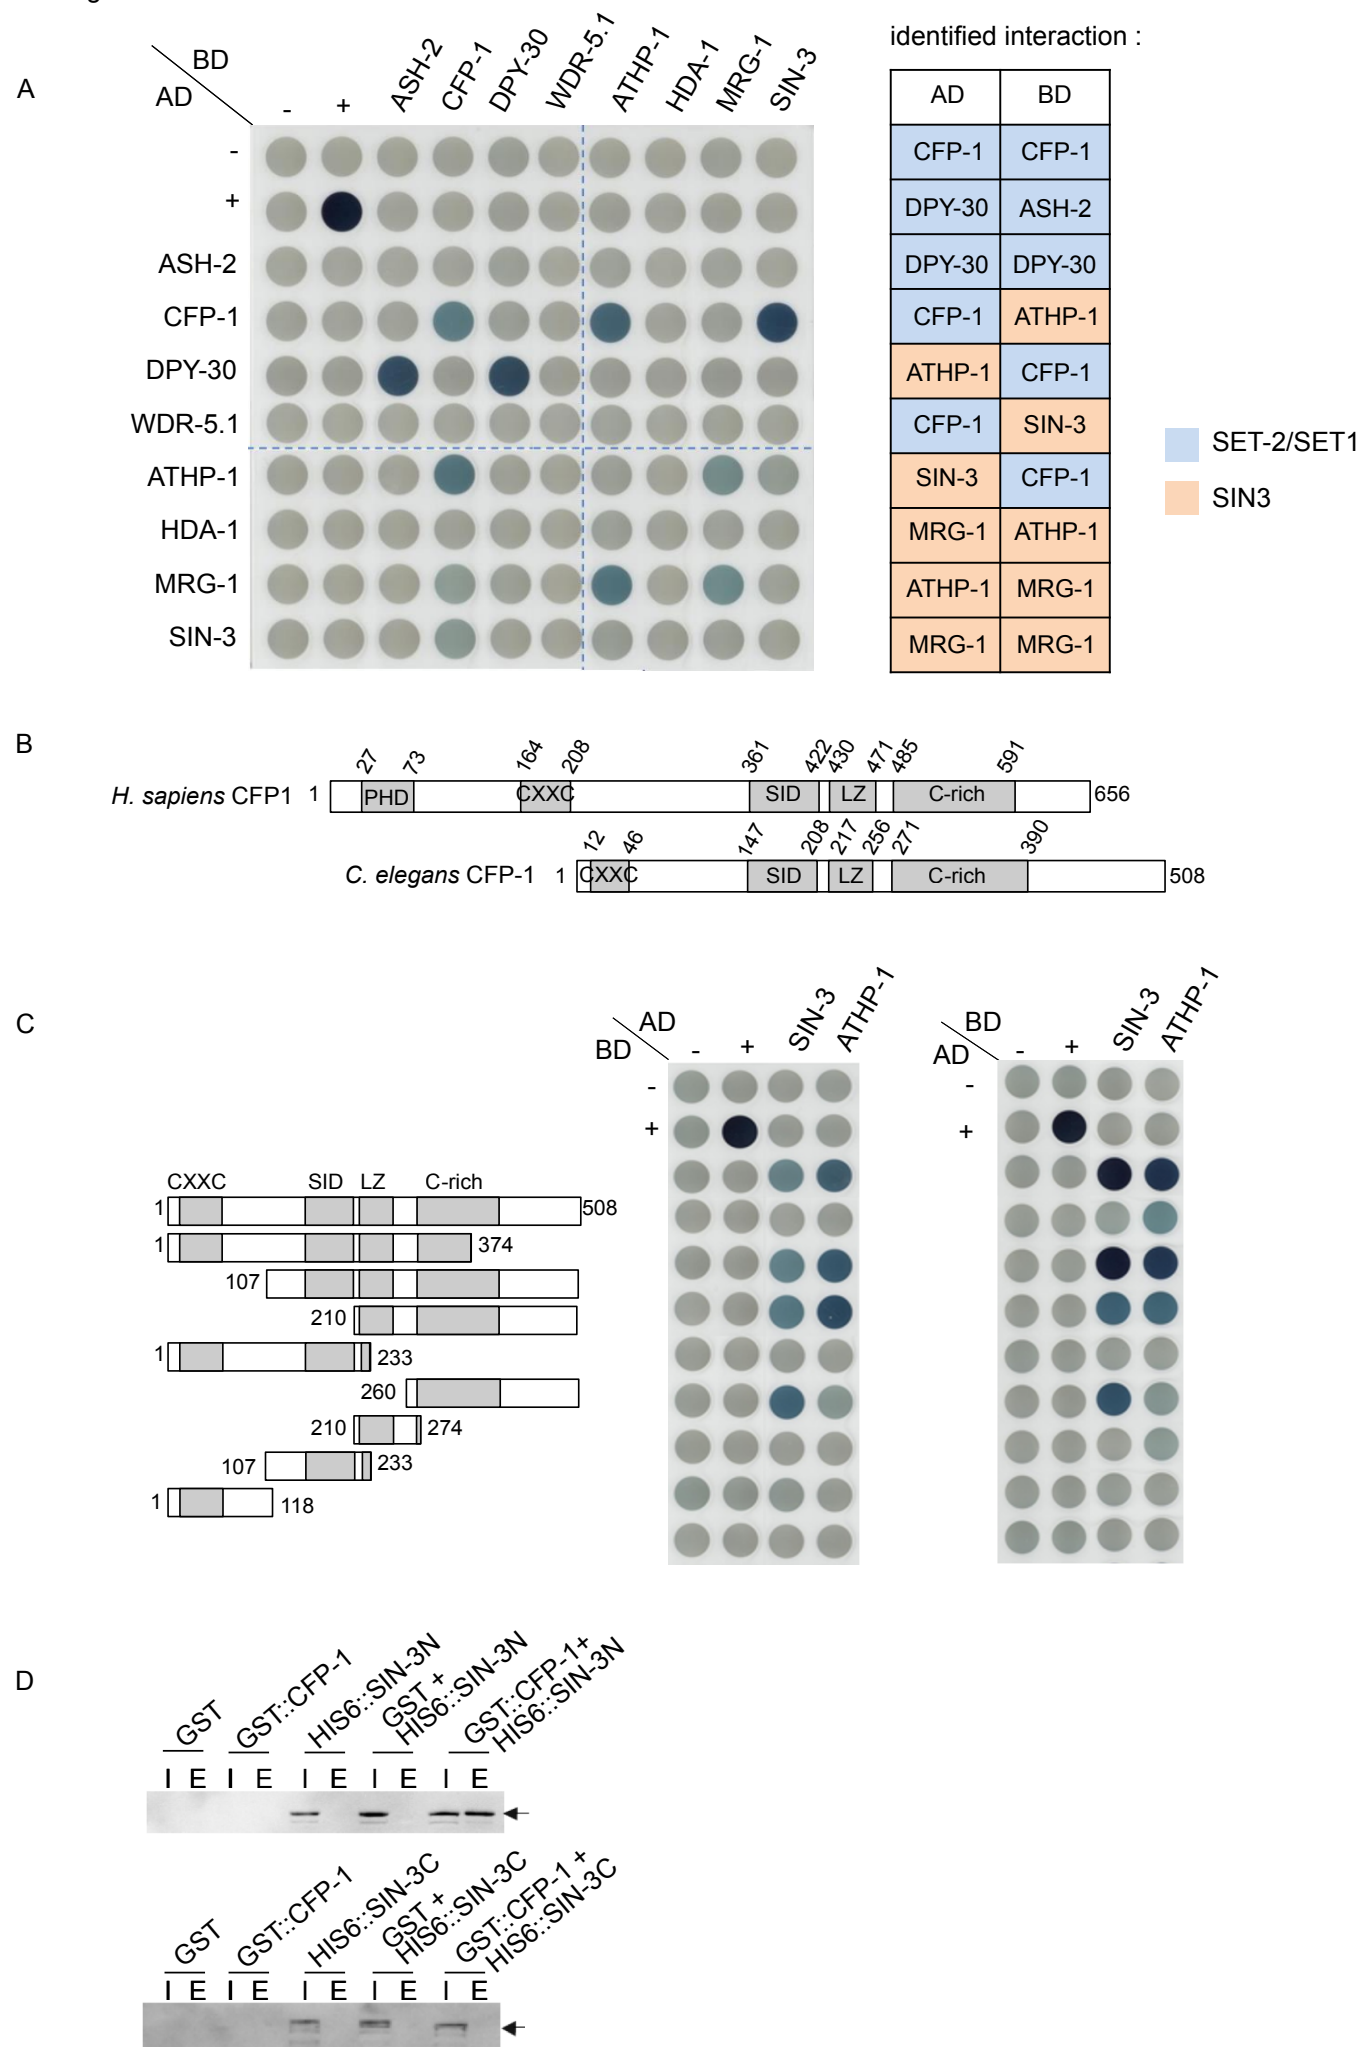 A
BD
AD
-
+
ASH-2
CFP-1
DPY-30
WDR-5.1
ATHP-1
HDA-1
MRG-1
SIN-3
-
+
ASH-2
CFP-1
DPY-30
WDR-5.1
ATHP-1
HDA-1
MRG-1
SIN-3
identified interaction :
AD BD
CFP-1 CFP-1
DPY-30 ASH-2
DPY-30 DPY-30
CFP-1 ATHP-1
ATHP-1 CFP-1
CFP-1 SIN-3
SIN-3 CFP-1
MRG-1 ATHP-1
ATHP-1 MRG-1
MRG-1 MRG-1
SET-2/SET1
SIN3
B
27 73 164 208 361 422 430 471 485 591
H. sapiens CFP1 1 PHD CXXC SID LZ C-rich 656
12 46 147 208 217 256 271 390
C. elegans CFP-1 1 CXXC SID LZ C-rich 508
C
AD
BD
- + SIN-3 ATHP-1
-
+
BD
AD
- + SIN-3 ATHP-1
-
+
CXXC SID LZ C-rich
1 508
1 374
107
210
1 233
260
210 274
107 233
1 118
D
GST
GST::CFP-1
HIS6::SIN-3N
GST +
HIS6::SIN-3N
GST::CFP-1+
HIS6::SIN-3N
I E I E I E I E I E
GST
GST::CFP-1
HIS6::SIN-3C
GST +
HIS6::SIN-3C
GST::CFP-1 +
HIS6::SIN-3C
I E I E I E I E I E